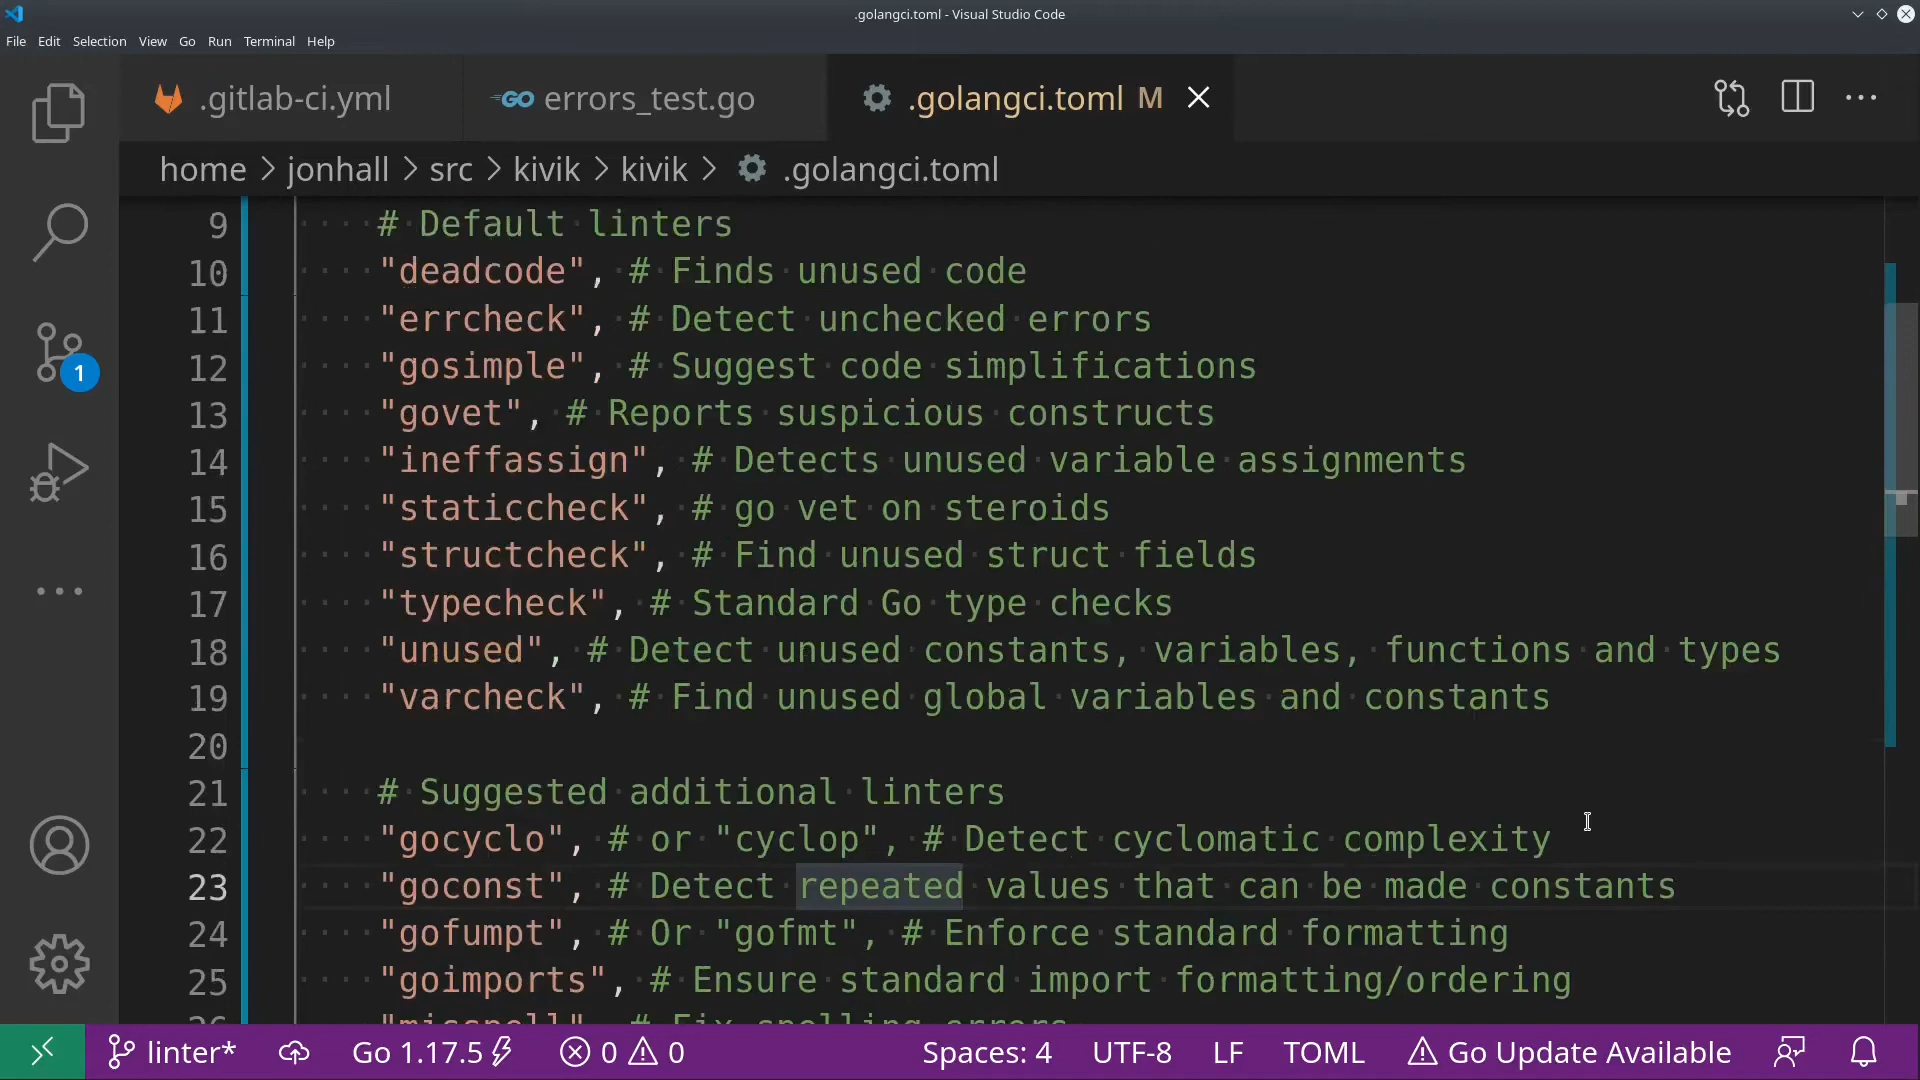 .golangci.toml - Visual Studio Code
File Edit Selection View Go Run Terminal Help
.gitlab-ci.yml GO errors_test.go .golangci.toml M
home > jonhall > src > kivik > kivik > .golangci.toml
9 # Default linters
10 "deadcode", # Finds unused code
11 "errcheck", # Detect unchecked errors
12 "gosimple", # Suggest code simplifications
13 "govet", # Reports suspicious constructs
14 "ineffassign", # Detects unused variable assignments
15 "staticcheck", # go vet on steroids
16 "structcheck", # Find unused struct fields
17 "typecheck", # Standard Go type checks
18 "unused", # Detect unused constants, variables, functions and types
19 "varcheck", # Find unused global variables and constants
20
21 # Suggested additional linters
22 "gocyclo", # or "cyclop", # Detect cyclomatic complexity
23 "goconst", # Detect repeated values that can be made constants
24 "gofumpt", # Or "gofmt", # Enforce standard formatting
25 "goimports", # Ensure standard import formatting/ordering
26 "misspell", # Fix spelling errors
1
linter* Go 1.17.5 0 0 Spaces: 4 UTF-8 LF TOML Go Update Available